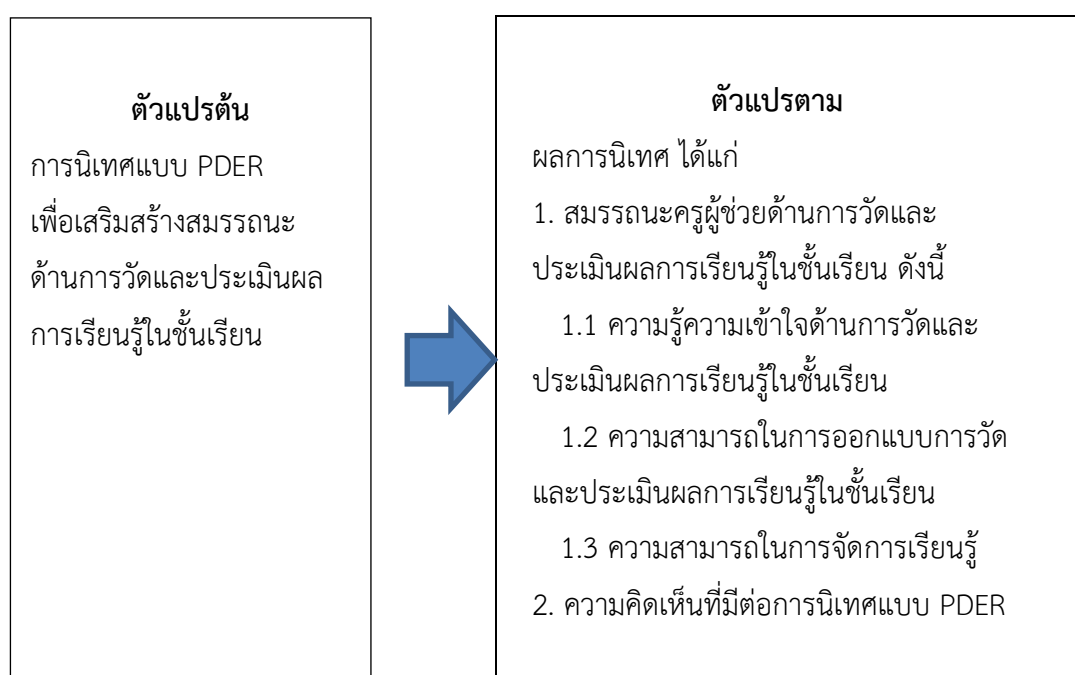 ตัวแปรต้น
การนิเทศแบบ PDER
เพื่อเสริมสร้างสมรรถนะ
ด้านการวัดและประเมินผล
การเรียนรู้ในชั้นเรียน
ตัวแปรตาม
ผลการนิเทศ ได้แก่
1. สมรรถนะครูผู้ช่วยด้านการวัดและ
ประเมินผลการเรียนรู้ในชั้นเรียน ดังนี้
1.1 ความรู้ความเข้าใจด้านการวัดและ
ประเมินผลการเรียนรู้ในชั้นเรียน
1.2 ความสามารถในการออกแบบการวัด
และประเมินผลการเรียนรู้ในชั้นเรียน
1.3 ความสามารถในการจัดการเรียนรู้
2. ความคิดเห็นที่มีต่อการนิเทศแบบ PDER